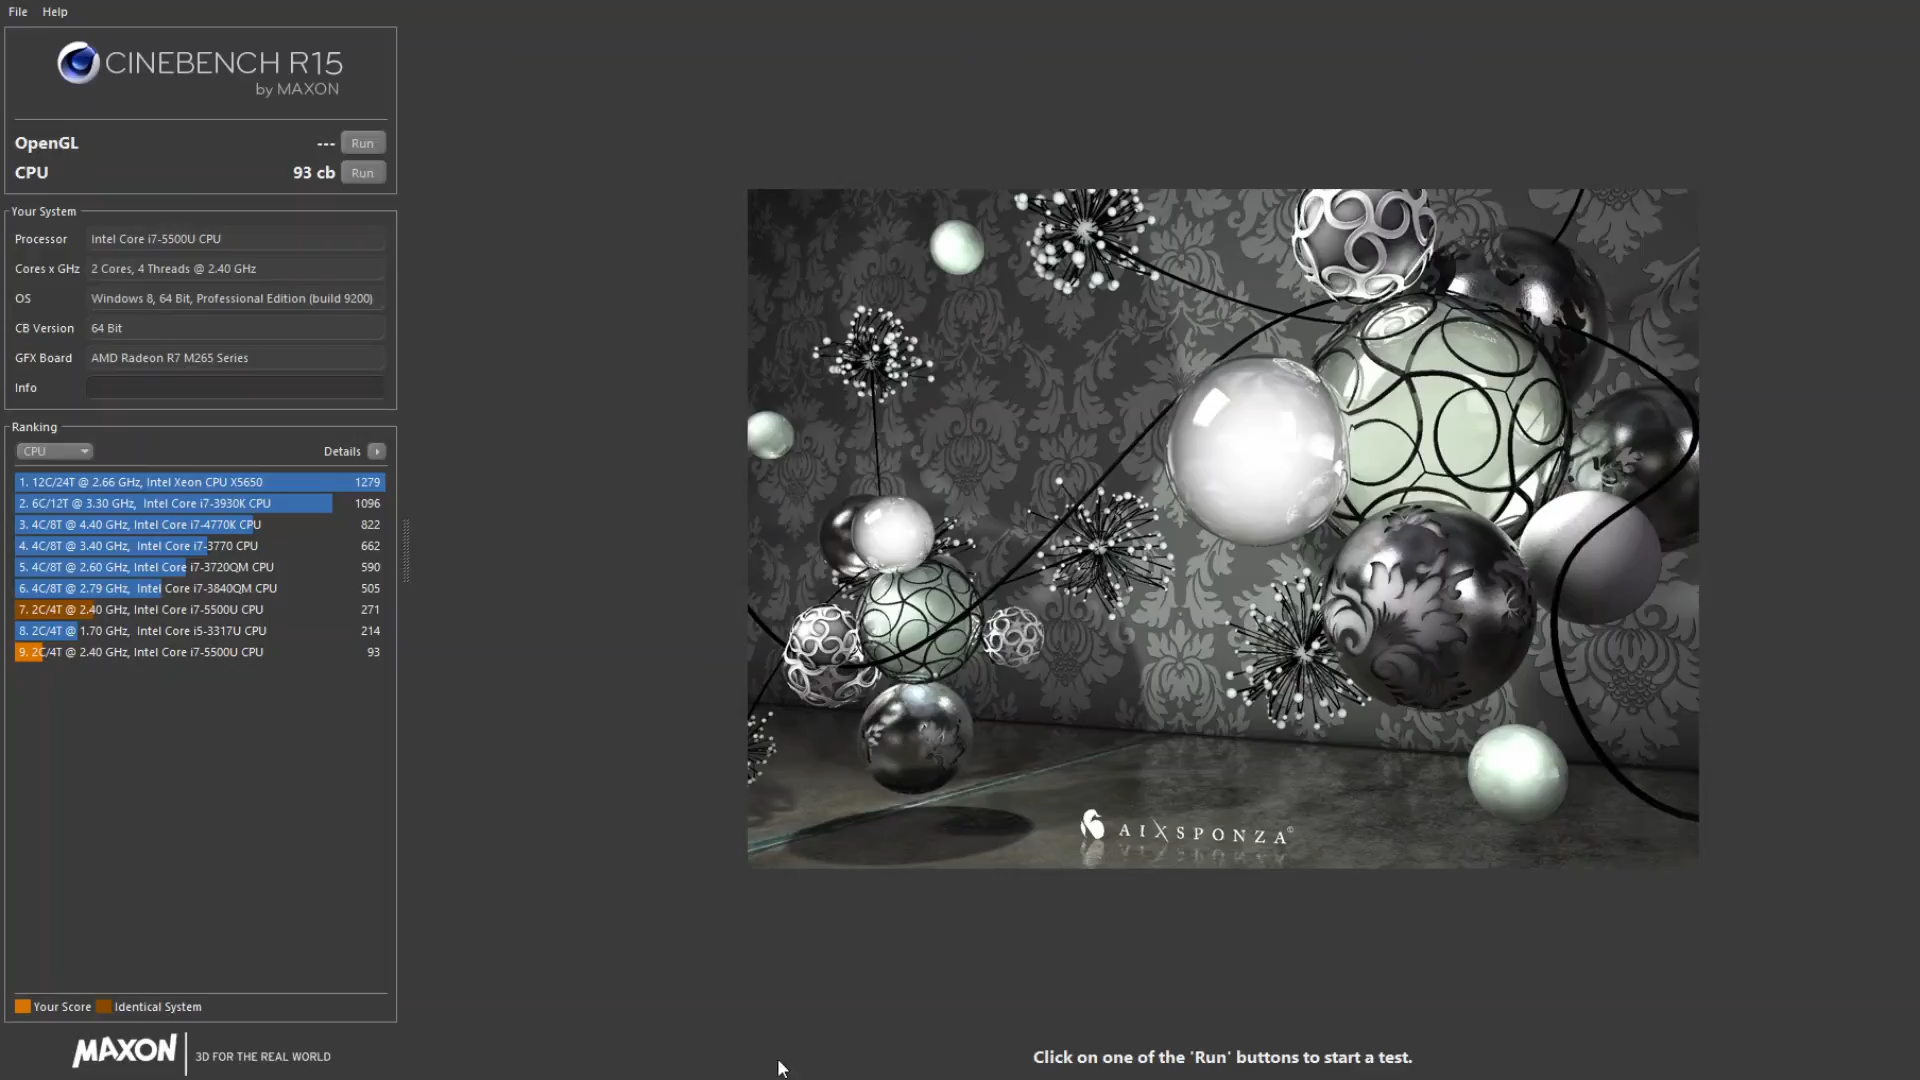 File Help
CINEBENCH R15
by MAXON
OpenGL --- Run
CPU 93 cb Run
Your System
Processor Intel Core i7-5500U CPU
Cores x GHz 2 Cores, 4 Threads @ 2.40 GHz
OS Windows 8, 64 Bit, Professional Edition (build 9200)
CB Version 64 Bit
GFX Board AMD Radeon R7 M265 Series
Info
Ranking
CPU Details
1. 12C/24T @ 2.66 GHz, Intel Xeon CPU X5650 1279
2. 6C/12T @ 3.30 GHz, Intel Core i7-3930K CPU 1096
3. 4C/8T @ 4.40 GHz, Intel Core i7-4770K CPU 822
4. 4C/8T @ 3.40 GHz, Intel Core i7-3770 CPU 662
5. 4C/8T @ 2.60 GHz, Intel Core i7-3720QM CPU 590
6. 4C/8T @ 2.79 GHz, Intel Core i7-3840QM CPU 505
7. 2C/4T @ 2.40 GHz, Intel Core i7-5500U CPU 271
8. 2C/4T @ 1.70 GHz, Intel Core i5-3317U CPU 214
9. 2C/4T @ 2.40 GHz, Intel Core i7-5500U CPU 93
AIXSPONZA©
Your Score Identical System
MAXON 3D FOR THE REAL WORLD
Click on one of the 'Run' buttons to start a test.